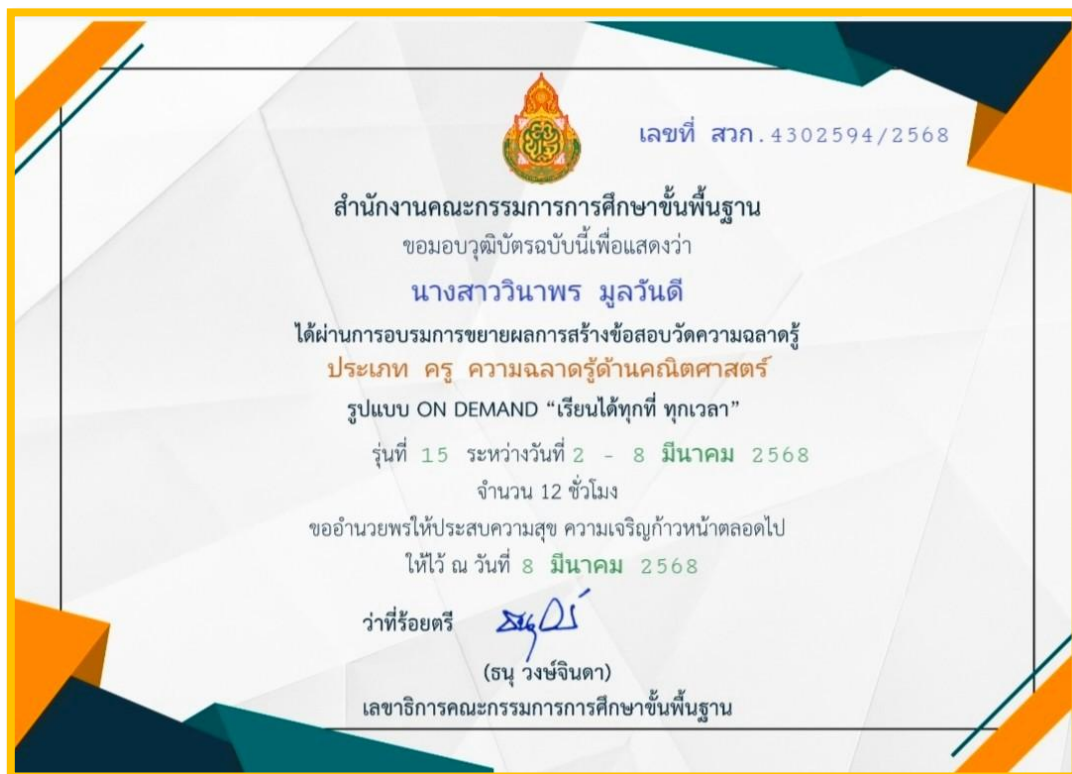 เลขที่ สวก.4302594/2568
สำนักงานคณะกรรมการการศึกษาขั้นพื้นฐาน
ขอมอบวุฒิบัตรฉบับนี้เพื่อแสดงว่า
นางสาววินาพร มูลวันดี
ได้ผ่านการอบรมการขยายผลการสร้างข้อสอบวัดความฉลาดรู้
ประเภท ครู ความฉลาดรู้ด้านคณิตศาสตร์
รูปแบบ ON DEMAND “เรียนได้ทุกที่ ทุกเวลา”
รุ่นที่ 15 ระหว่างวันที่ 2 - 8 มีนาคม 2568
จำนวน 12 ชั่วโมง
ขออำนวยพรให้ประสบความสุข ความเจริญก้าวหน้าตลอดไป
ให้ไว้ ณ วันที่ 8 มีนาคม 2568
ว่าที่ร้อยตรี
(ธนุ วงษ์จินดา)
เลขาธิการคณะกรรมการการศึกษาขั้นพื้นฐาน